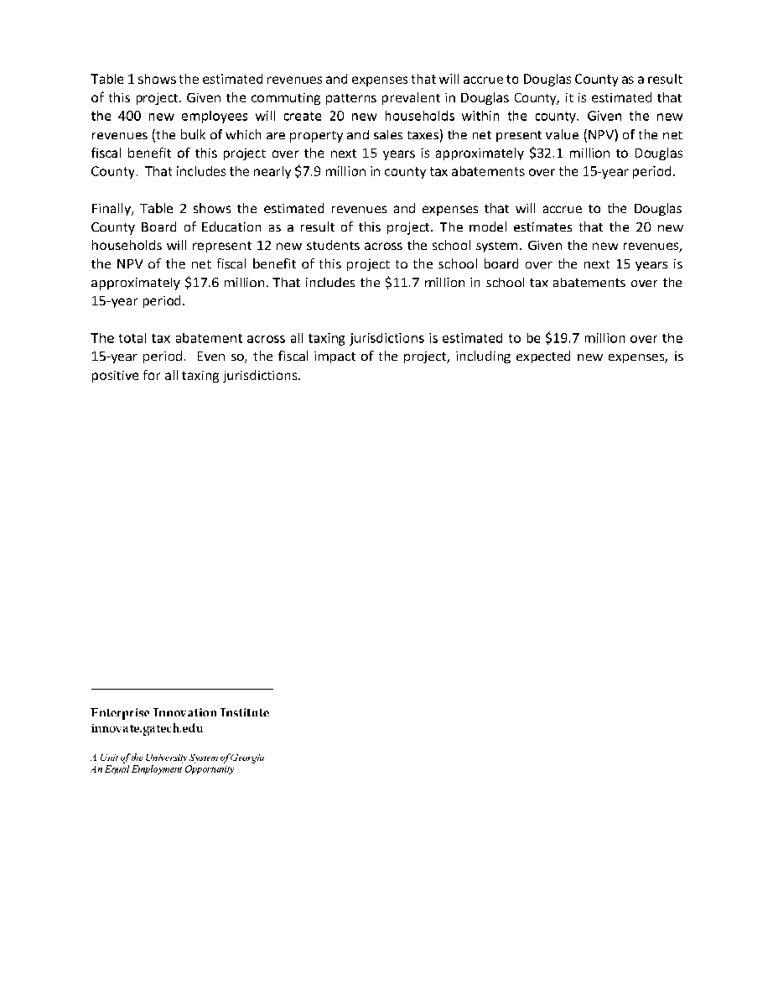 Table 1 shows the estimated revenues and expenses that will accrue to Douglas County as a result
of this project. Given the commuting patterns prevalent in Douglas County, it is estimated that
the 400 new employees will create 20 new households within the county. Given the new
revenues (the bulk of which are property and sales taxes) the net present value (NPV) of the net
fiscal benefit of this project over the next 15 years is approximately $32.1 million to Douglas
County.  That includes the nearly $7.9 million in county tax abatements over the 15-year period.
Finally, Table 2 shows the estimated revenues and expenses that will accrue to the Douglas
County Board of Education as a result of this project. The model estimates that the 20 new
households will represent 12 new students across the school system. Given the new revenues,
the NPV of the net fiscal benefit of this project to the school board over the next 15 years is
approximately $17.6 million. That includes the $11.7 million in school tax abatements over the
15-year period.
The total tax abatement across all taxing jurisdictions is estimated to be $19.7 million over the
15-year period.  Even so, the fiscal impact of the project, including expected new expenses, is
positive for all taxing jurisdictions.
Enterprise Innovation Institute
innovate.gatech.edu
A Unit of the University System of Georgia
An Equal Employment Opportunity